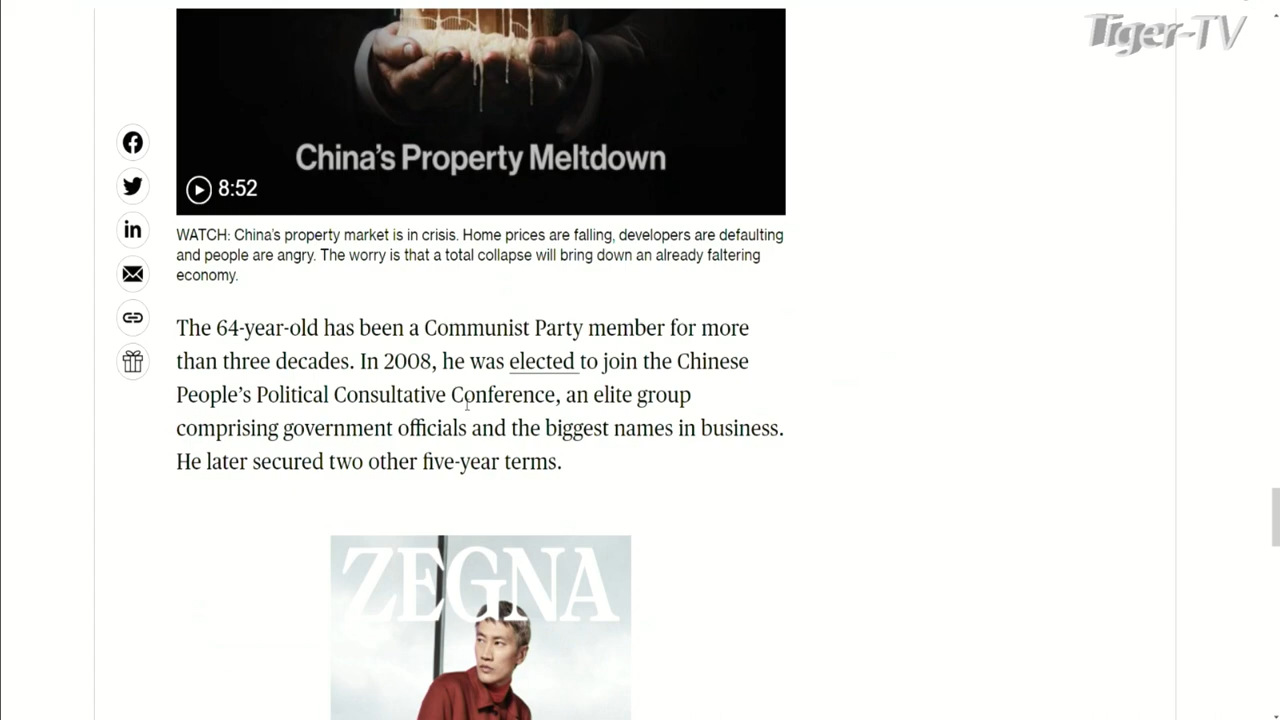 Tiger-TV
China's Property Meltdown
8:52
WATCH: China's property market is in crisis. Home prices are falling, developers are defaulting
and people are angry. The worry is that a total collapse will bring down an already faltering
economy.
The 64-year-old has been a Communist Party member for more
than three decades. In 2008, he was elected to join the Chinese
People's Political Consultative Conference, an elite group
comprising government officials and the biggest names in business.
He later secured two other five-year terms.
ZEGNA